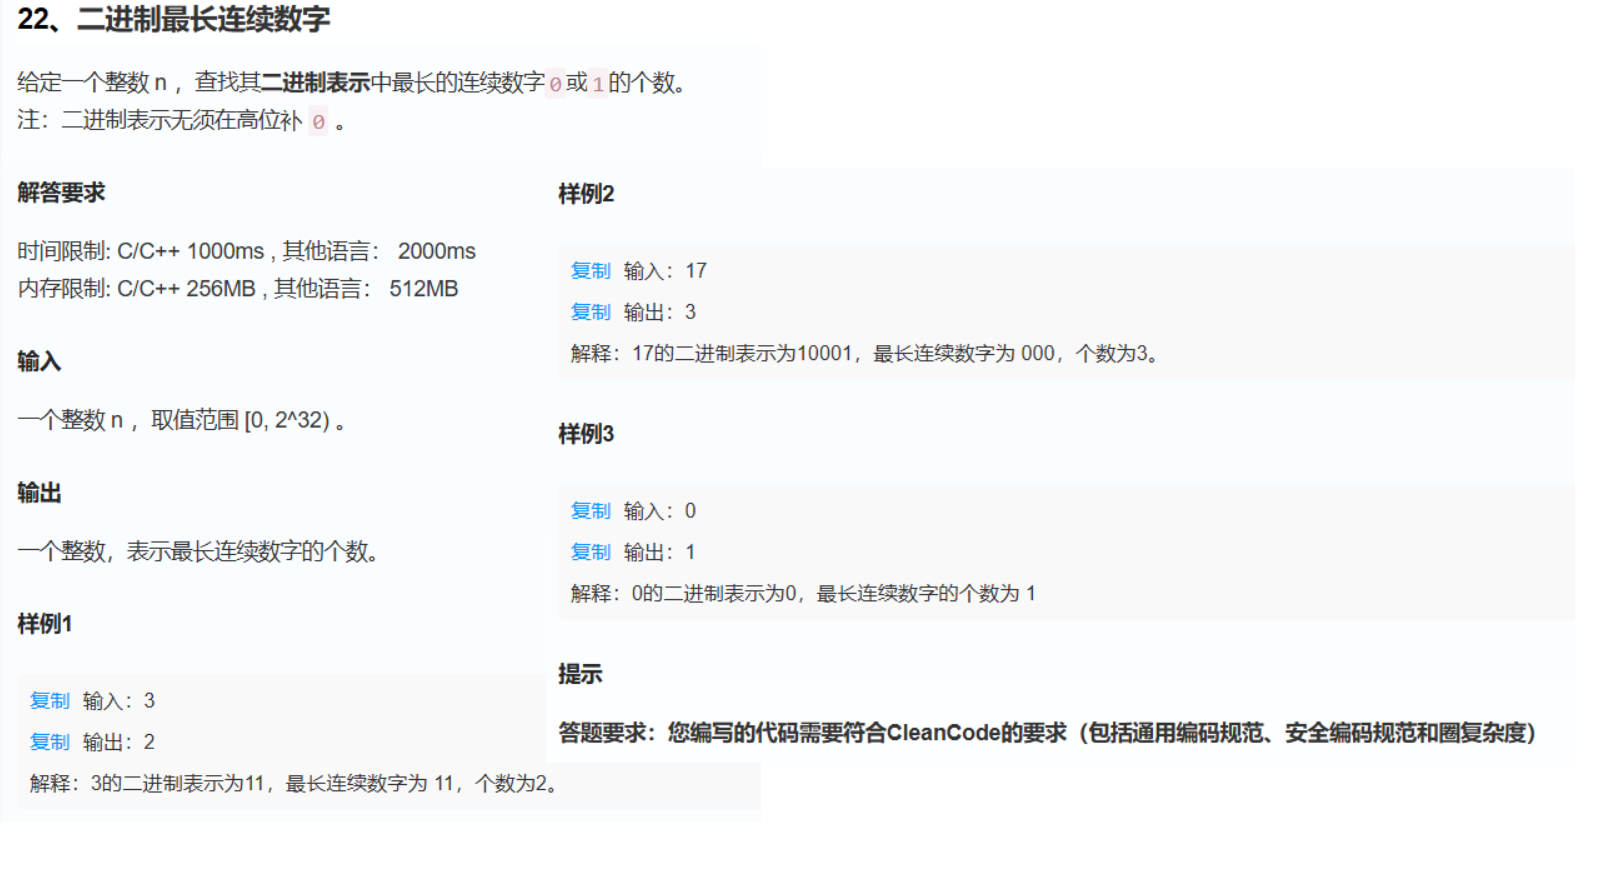 22、二进制最长连续数字
给定一个整数 n ，查找其二进制表示中最长的连续数字 0 或 1 的个数。
注：二进制表示无须在高位补 0 。
解答要求
时间限制: C/C++ 1000ms , 其他语言： 2000ms
内存限制: C/C++ 256MB , 其他语言： 512MB
输入
一个整数 n ，取值范围 [0, 2^32) 。
输出
一个整数，表示最长连续数字的个数。
样例1
复制 输入：3
复制 输出：2
解释：3的二进制表示为11，最长连续数字为 11，个数为2。
样例2
复制 输入：17
复制 输出：3
解释：17的二进制表示为10001，最长连续数字为 000，个数为3。
样例3
复制 输入：0
复制 输出：1
解释：0的二进制表示为0，最长连续数字的个数为 1
提示
答题要求：您编写的代码需要符合CleanCode的要求（包括通用编码规范、安全编码规范和圈复杂度）